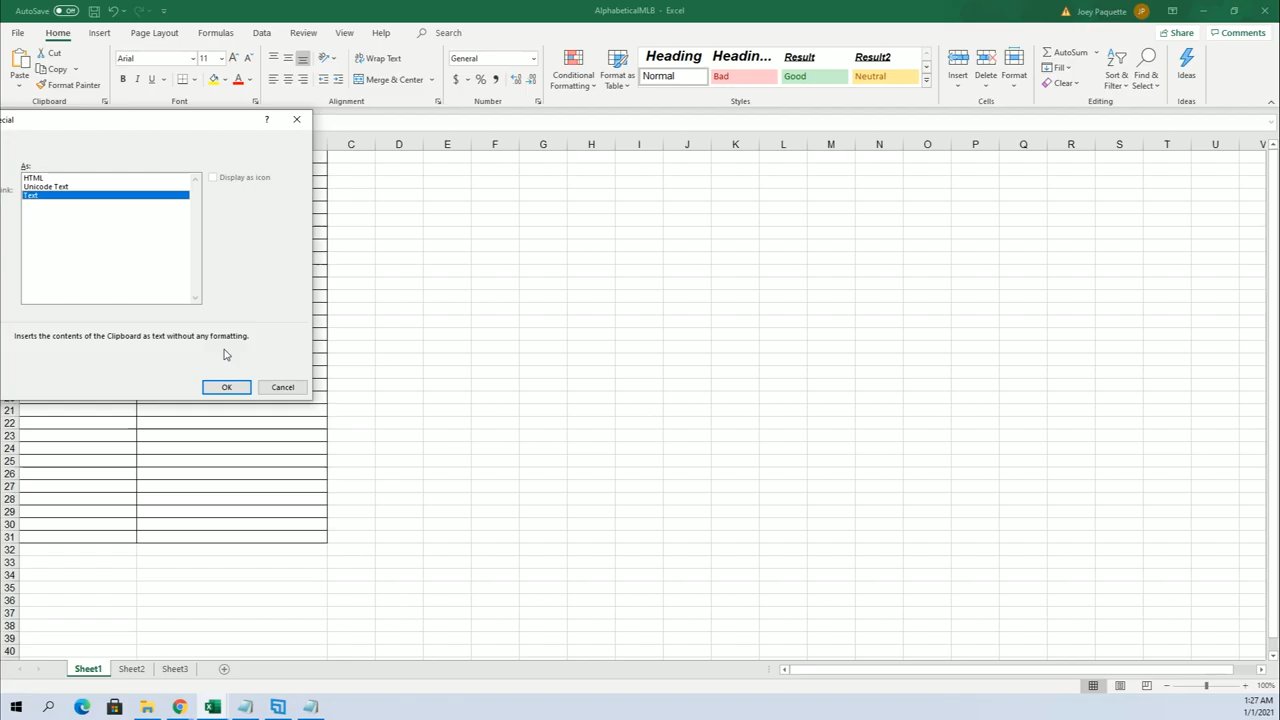 AutoSave Off AlphabeticalMLB - Excel Joey Paquette JP
File Home Insert Page Layout Formulas Data Review View Help Search Share Comments
Cut
Copy
Format Painter
Paste
Clipboard
Arial 11
B I U
Font
Wrap Text
Merge & Center
Alignment
General
$ % ,
Number
Conditional Formatting
Format as Table
Heading Headin... Result Result2
Normal Bad Good Neutral
Styles
Insert Delete Format
Cells
AutoSum
Fill
Clear
Sort & Filter
Find & Select
Editing
Ideas
Ideas
ecial ?
As:
HTML
Unicode Text
Text
ink:
Display as icon
Inserts the contents of the Clipboard as text without any formatting.
OK Cancel
C D E F G H I J K L M N O P Q R S T U V
21
22
23
24
25
26
27
28
29
30
31
32
33
34
35
36
37
38
39
40
Sheet1 Sheet2 Sheet3
100%
1:27 AM
1/1/2021